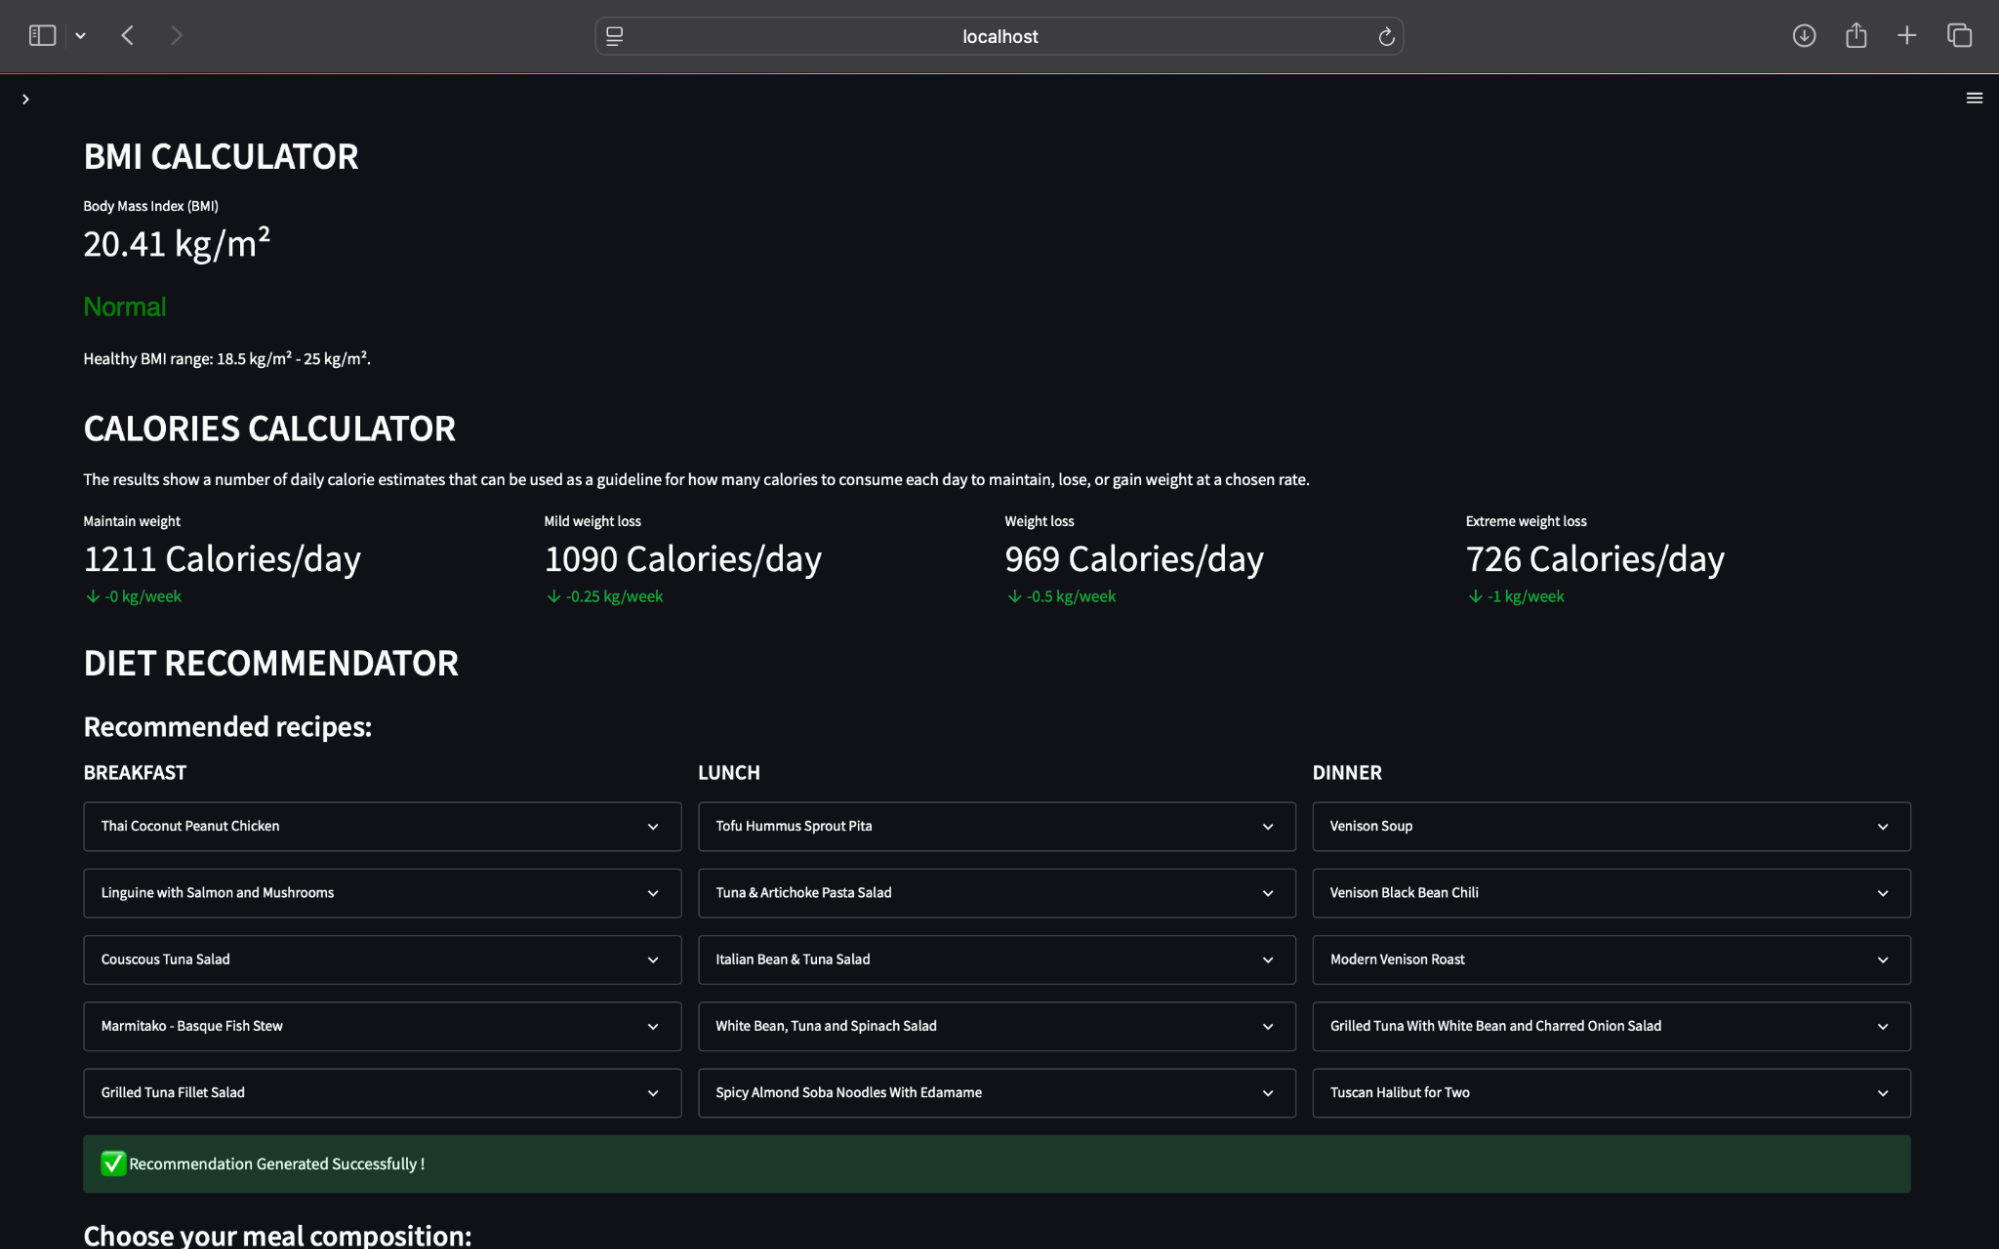 localhost
BMI CALCULATOR
Body Mass Index (BMI)
20.41 kg/m²
Normal
Healthy BMI range: 18.5 kg/m² - 25 kg/m².
CALORIES CALCULATOR
The results show a number of daily calorie estimates that can be used as a guideline for how many calories to consume each day to maintain, lose, or gain weight at a chosen rate.
Maintain weight
1211 Calories/day
-0 kg/week
Mild weight loss
1090 Calories/day
-0.25 kg/week
Weight loss
969 Calories/day
-0.5 kg/week
Extreme weight loss
726 Calories/day
-1 kg/week
DIET RECOMMENDATOR
Recommended recipes:
BREAKFAST
Thai Coconut Peanut Chicken
Linguine with Salmon and Mushrooms
Couscous Tuna Salad
Marmitako - Basque Fish Stew
Grilled Tuna Fillet Salad
LUNCH
Tofu Hummus Sprout Pita
Tuna & Artichoke Pasta Salad
Italian Bean & Tuna Salad
White Bean, Tuna and Spinach Salad
Spicy Almond Soba Noodles With Edamame
DINNER
Venison Soup
Venison Black Bean Chili
Modern Venison Roast
Grilled Tuna With White Bean and Charred Onion Salad
Tuscan Halibut for Two
Recommendation Generated Successfully !
Choose your meal composition: